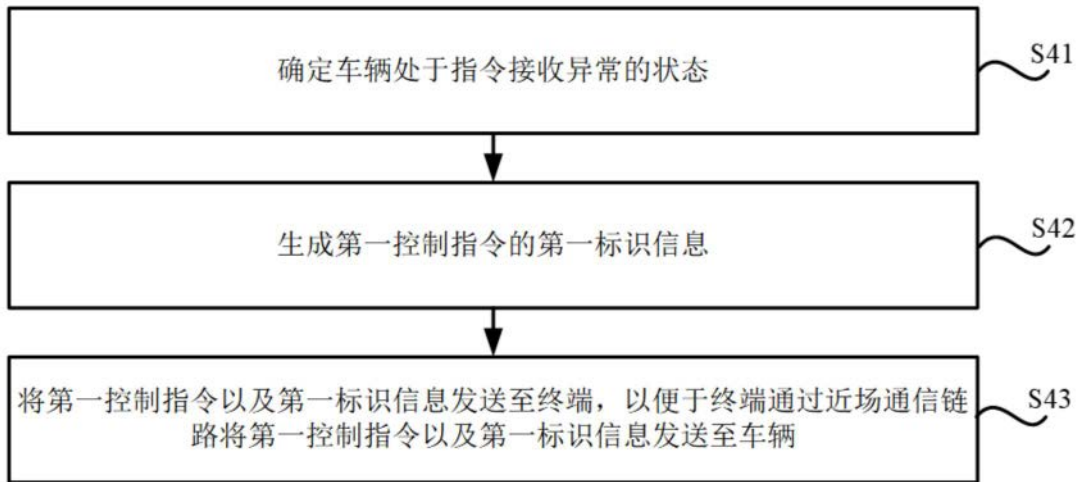 确定车辆处于指令接收异常的状态
S41
生成第一控制指令的第一标识信息
S42
将第一控制指令以及第一标识信息发送至终端，以便于终端通过近场通信链
路将第一控制指令以及第一标识信息发送至车辆
S43